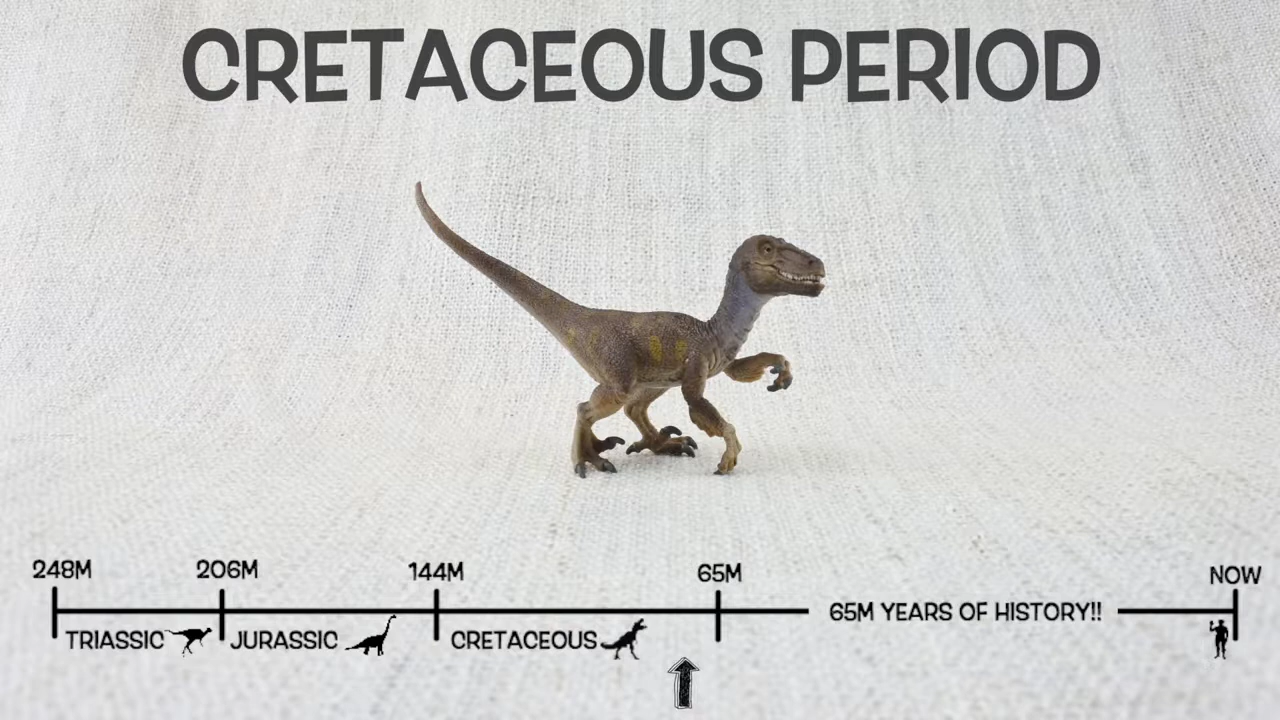 CRETACEOUS PERIOD
248M 206M 144M 65M NOW
65M YEARS OF HISTORY!!
TRIASSIC JURASSIC CRETACEOUS